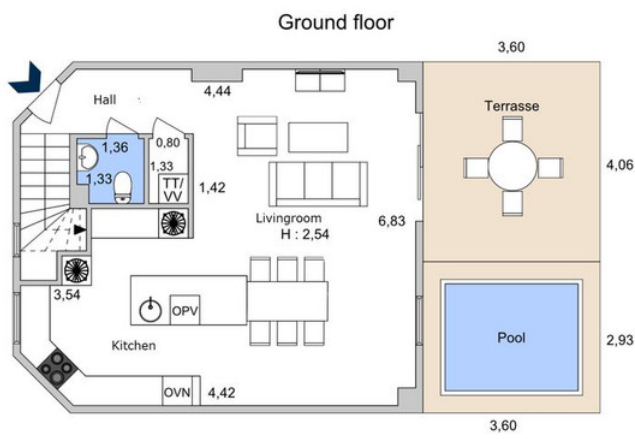 Ground floor
3,60
Hall
4,44
Terrasse
1,36
0,80
4,06
1,33
1,33
TT/
VV
1,42
Livingroom
6,83
H : 2,54
3,54
OPV
Kitchen
Pool
2,93
OVN
4,42
3,60